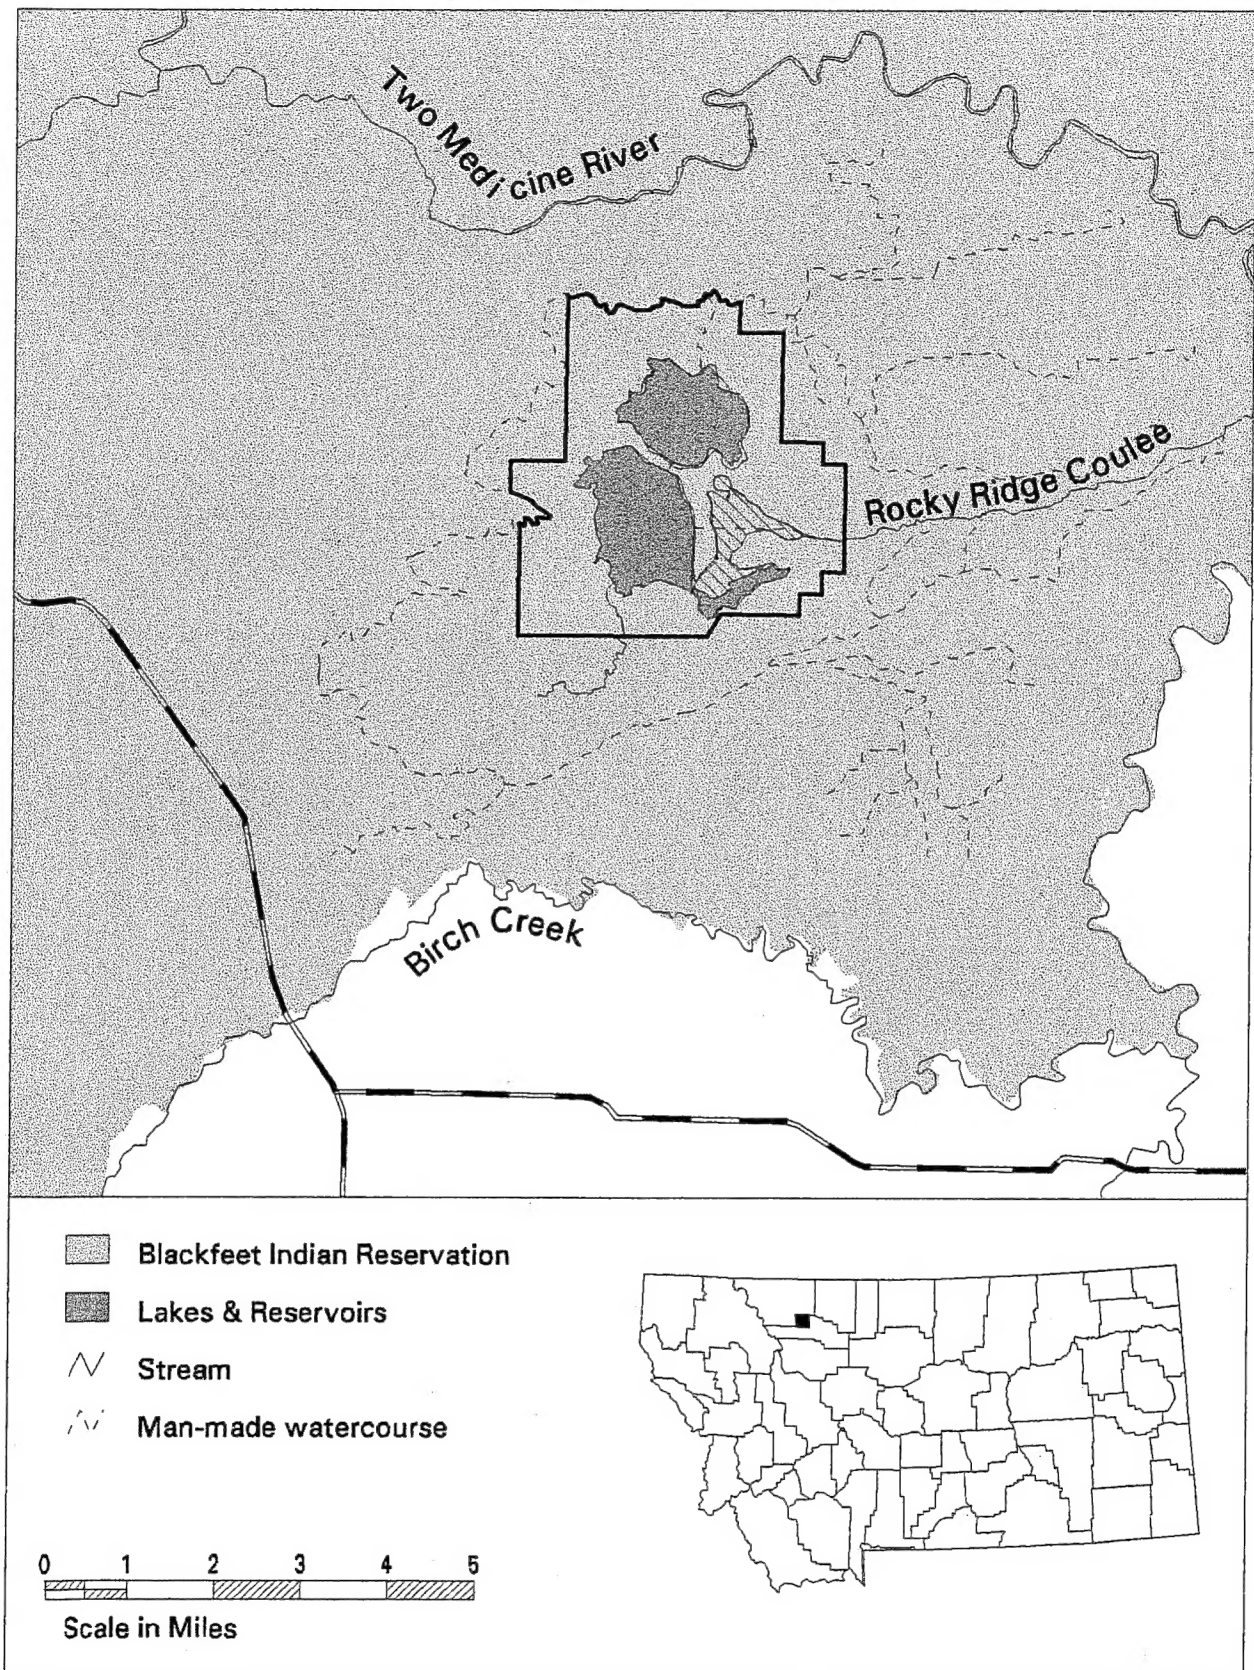 Two Medicine River
Rocky Ridge Coulee
Birch Creek
Blackfeet Indian Reservation
Lakes & Reservoirs
Stream
Man-made watercourse
0 1 2 3 4 5
Scale in Miles